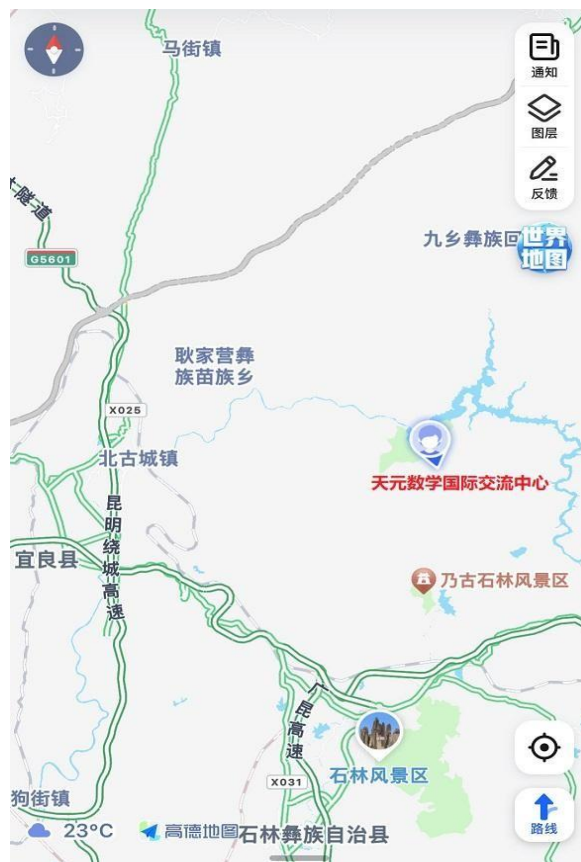 马街镇
通知
图层
反馈
隧道
G5601
九乡彝族回
世界
地图
耿家营彝
族苗族乡
X025
北古城镇
天元数学国际交流中心
昆明绕城高速
宜良县
乃古石林风景区
广昆高速
石林风景区
X031
狗街镇
路线
23°C
高德地图
石林彝族自治县